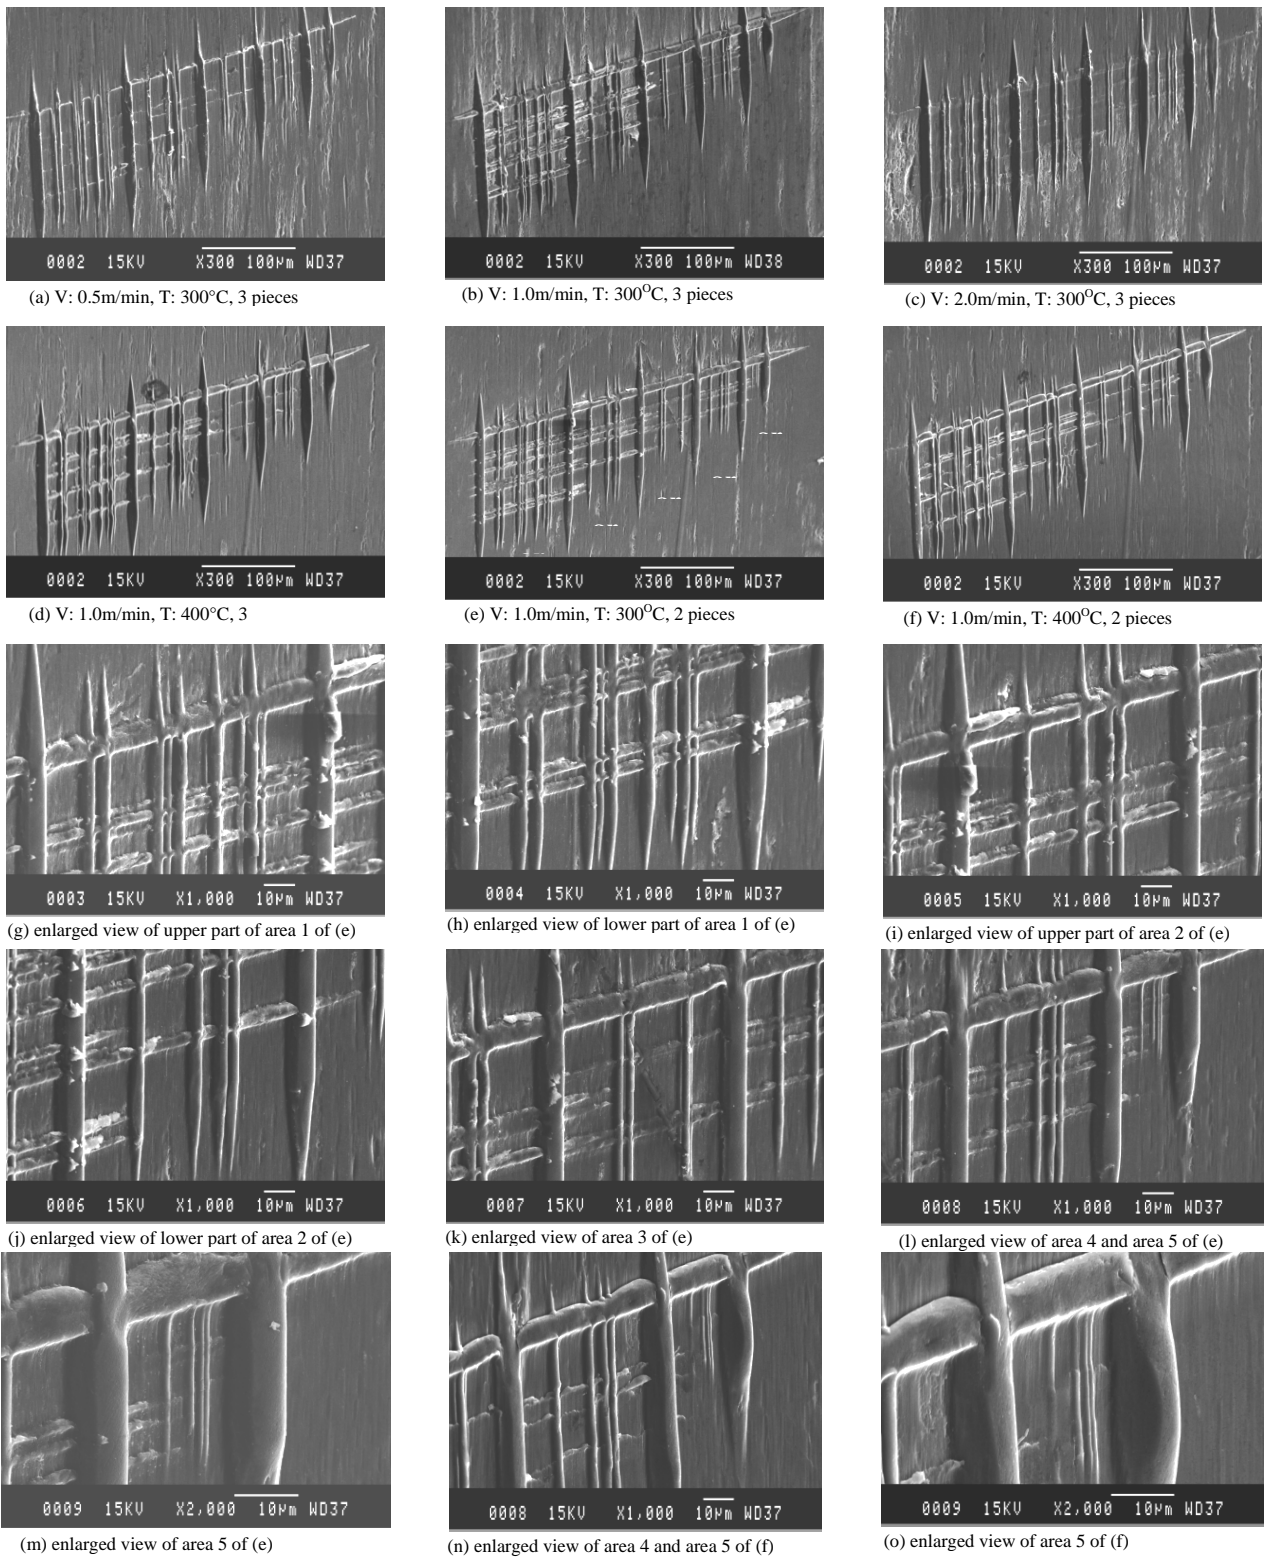 0002 15KV X300 100µm WD37
0002 15KV X300 100µm WD38
0002 15KV X300 100µm WD37
(a) V: 0.5m/min, T: 300°C, 3 pieces
(b) V: 1.0m/min, T: 300°C, 3 pieces
(c) V: 2.0m/min, T: 300°C, 3 pieces
0002 15KV X300 100µm WD37
0002 15KV X300 100µm WD37
0002 15KV X300 100µm WD37
(d) V: 1.0m/min, T: 400°C, 3
(e) V: 1.0m/min, T: 300°C, 2 pieces
(f) V: 1.0m/min, T: 400°C, 2 pieces
0003 15KV X1,000 10µm WD37
0004 15KV X1,000 10µm WD37
0005 15KV X1,000 10µm WD37
(g) enlarged view of upper part of area 1 of (e)
(h) enlarged view of lower part of area 1 of (e)
(i) enlarged view of upper part of area 2 of (e)
0006 15KV X1,000 10µm WD37
0007 15KV X1,000 10µm WD37
0008 15KV X1,000 10µm WD37
(j) enlarged view of lower part of area 2 of (e)
(k) enlarged view of area 3 of (e)
(l) enlarged view of area 4 and area 5 of (e)
0009 15KV X2,000 10µm WD37
0008 15KV X1,000 10µm WD37
0009 15KV X2,000 10µm WD37
(m) enlarged view of area 5 of (e)
(n) enlarged view of area 4 and area 5 of (f)
(o) enlarged view of area 5 of (f)